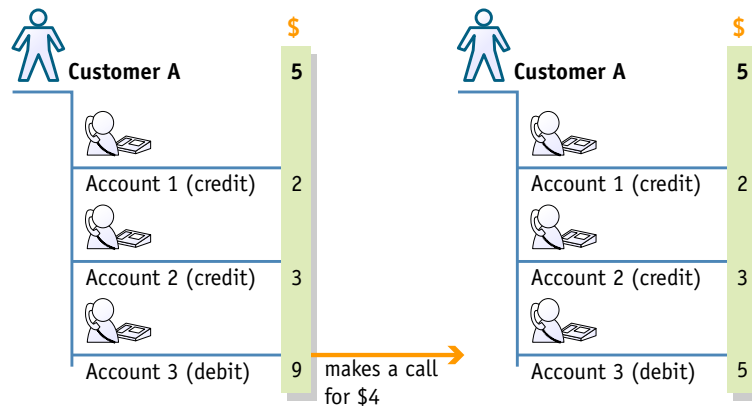 $
Customer A 5
Account 1 (credit) 2
Account 2 (credit) 3
Account 3 (debit) 9
makes a call
for $4
$
Customer A 5
Account 1 (credit) 2
Account 2 (credit) 3
Account 3 (debit) 5